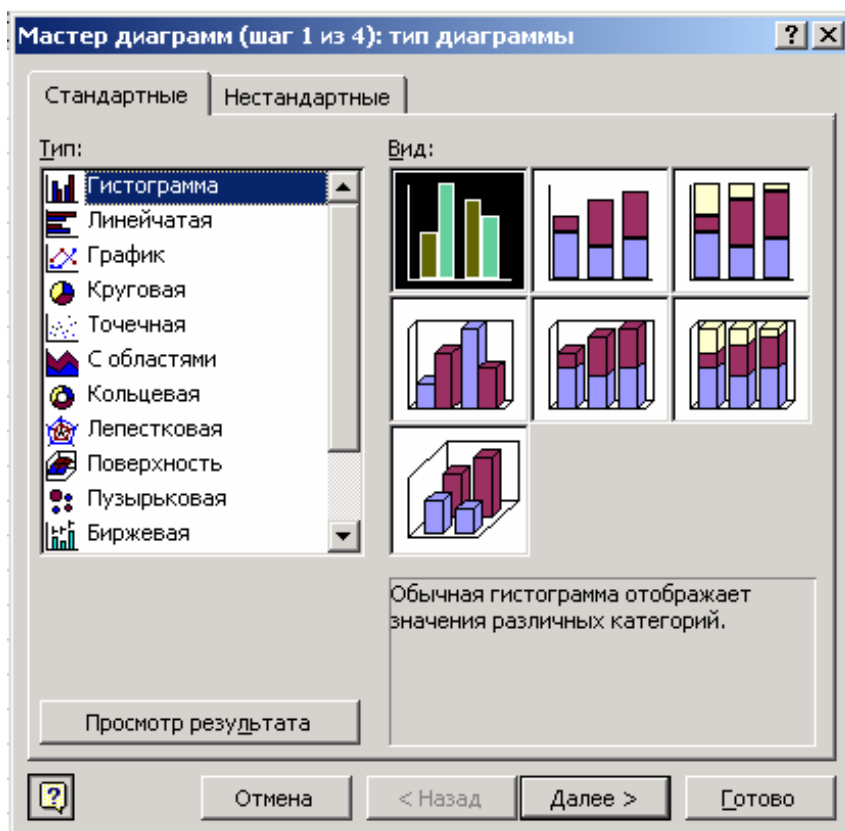 Мастер диаграмм (шаг 1 из 4): тип диаграммы
Стандартные
Нестандартные
Тип:
Гистограмма
Линейчатая
График
Круговая
Точечная
С областями
Кольцевая
Лепестковая
Поверхность
Пузырьковая
Биржевая
Вид:
Обычная гистограмма отображает
значения различных категорий.
Просмотр результата
Отмена
< Назад
Далее >
Готово